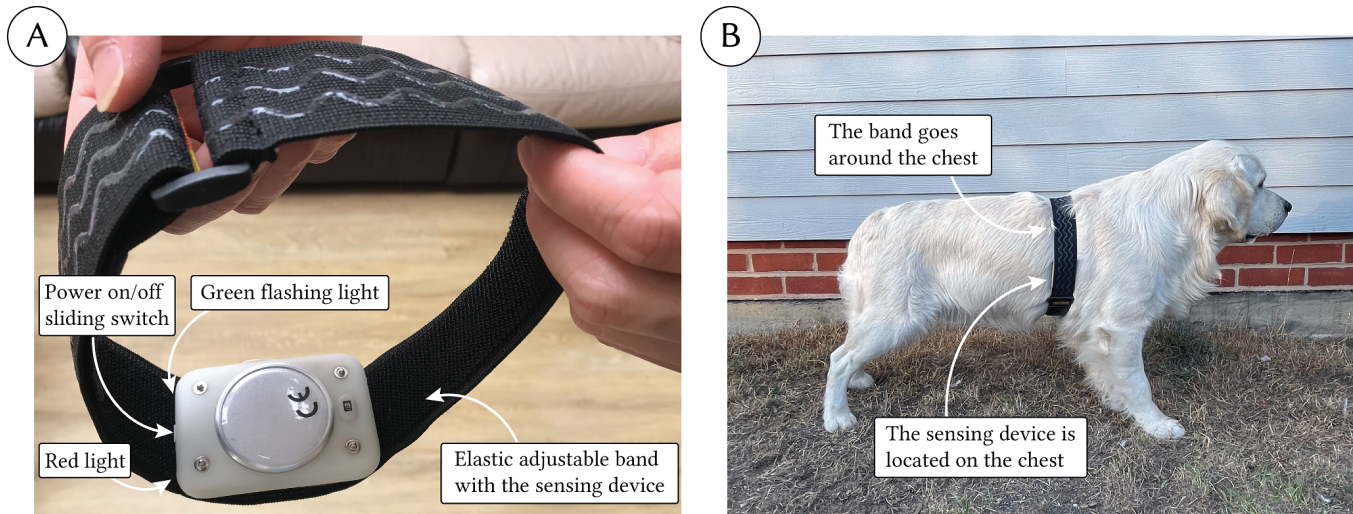 A
Power on/off
sliding switch
Green flashing light
CE
Red light
Elastic adjustable band
with the sensing device
B
The band goes
around the chest
The sensing device is
located on the chest